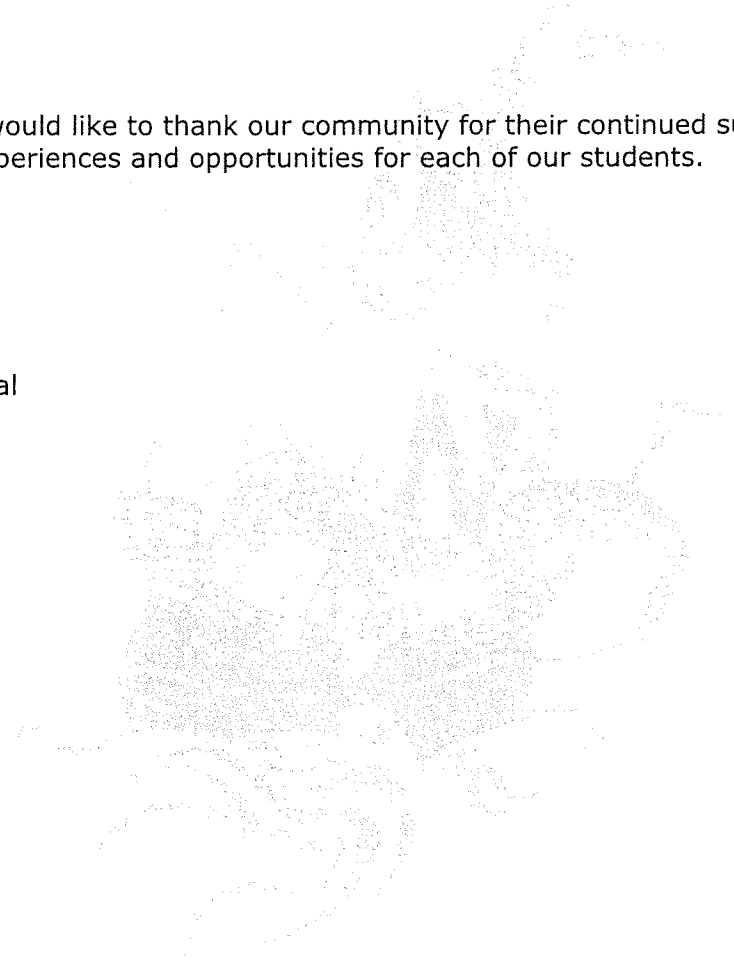 would like to thank our community for their continued su
periences and opportunities for each of our students.
al